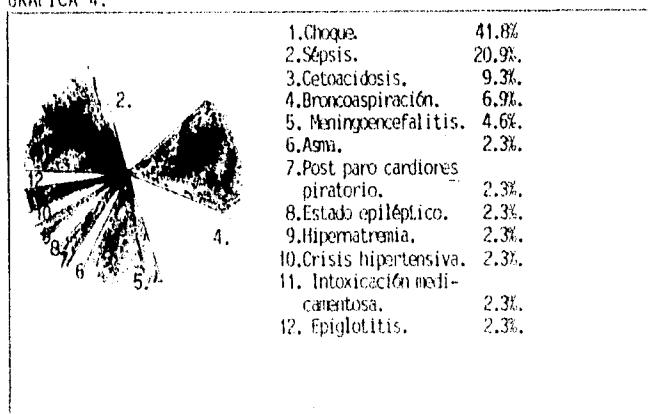 GRAFICA 4.
1.Choque. 41.8%
2.Sépsis. 20.9%.
3.Cetoacidosis. 9.3%.
4.Broncoaspiración. 6.9%.
5. Meningoencefalitis. 4.6%.
6.Asma. 2.3%.
7.Post paro cardiores
piratorio. 2.3%.
8.Estado epiléptico. 2.3%.
9.Hipernatremia. 2.3%.
10.Crisis hipertensiva. 2.3%.
11. Intoxicación medi-
camentosa. 2.3%.
12. Epiglotitis. 2.3%.
2.
4.
12
10
9
8
7
6
5.